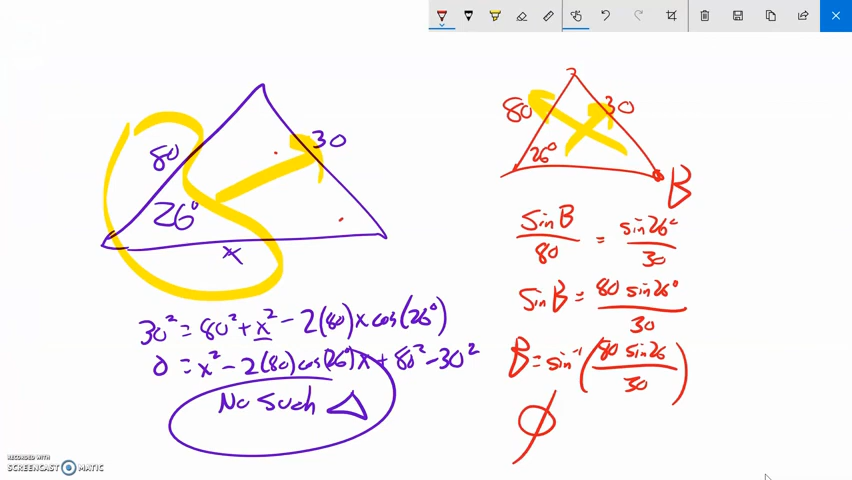 80
30
26°
x
30² = 80² + x² - 2(80)x cos(26°)
0 = x² - 2(80)cos(26°)x + 80² - 30²
No Such △
80
30
26°
B
sin B / 80 = sin 26° / 30
sin B = 80 sin 26° / 30
B = sin⁻¹(80 sin 26 / 30)
∅
RECORDED WITH
SCREENCAST MATIC